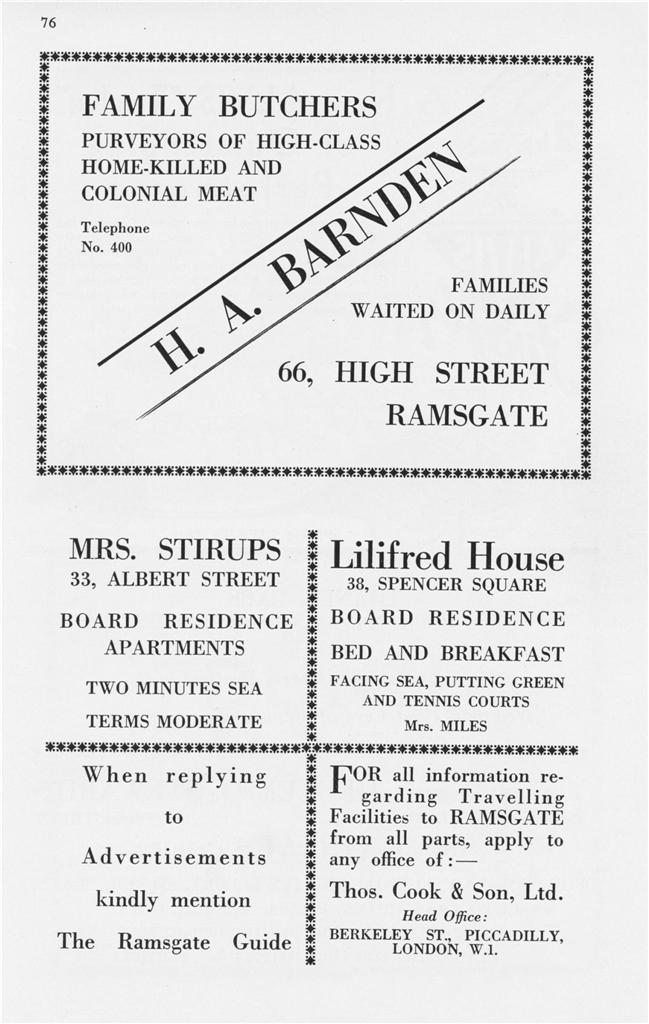 76
FAMILY BUTCHERS
PURVEYORS OF HIGH-CLASS
HOME-KILLED AND
COLONIAL MEAT
Telephone
No. 400
H. A. BARNDEN
FAMILIES
WAITED ON DAILY
66, HIGH STREET
RAMSGATE
MRS. STIRUPS
33, ALBERT STREET
BOARD RESIDENCE
APARTMENTS
TWO MINUTES SEA
TERMS MODERATE
Lilifred House
38, SPENCER SQUARE
BOARD RESIDENCE
BED AND BREAKFAST
FACING SEA, PUTTING GREEN
AND TENNIS COURTS
Mrs. MILES
When replying
to
Advertisements
kindly mention
The Ramsgate Guide
FOR all information re-
garding Travelling
Facilities to RAMSGATE
from all parts, apply to
any office of:—
Thos. Cook & Son, Ltd.
Head Office:
BERKELEY ST., PICCADILLY,
LONDON, W.1.